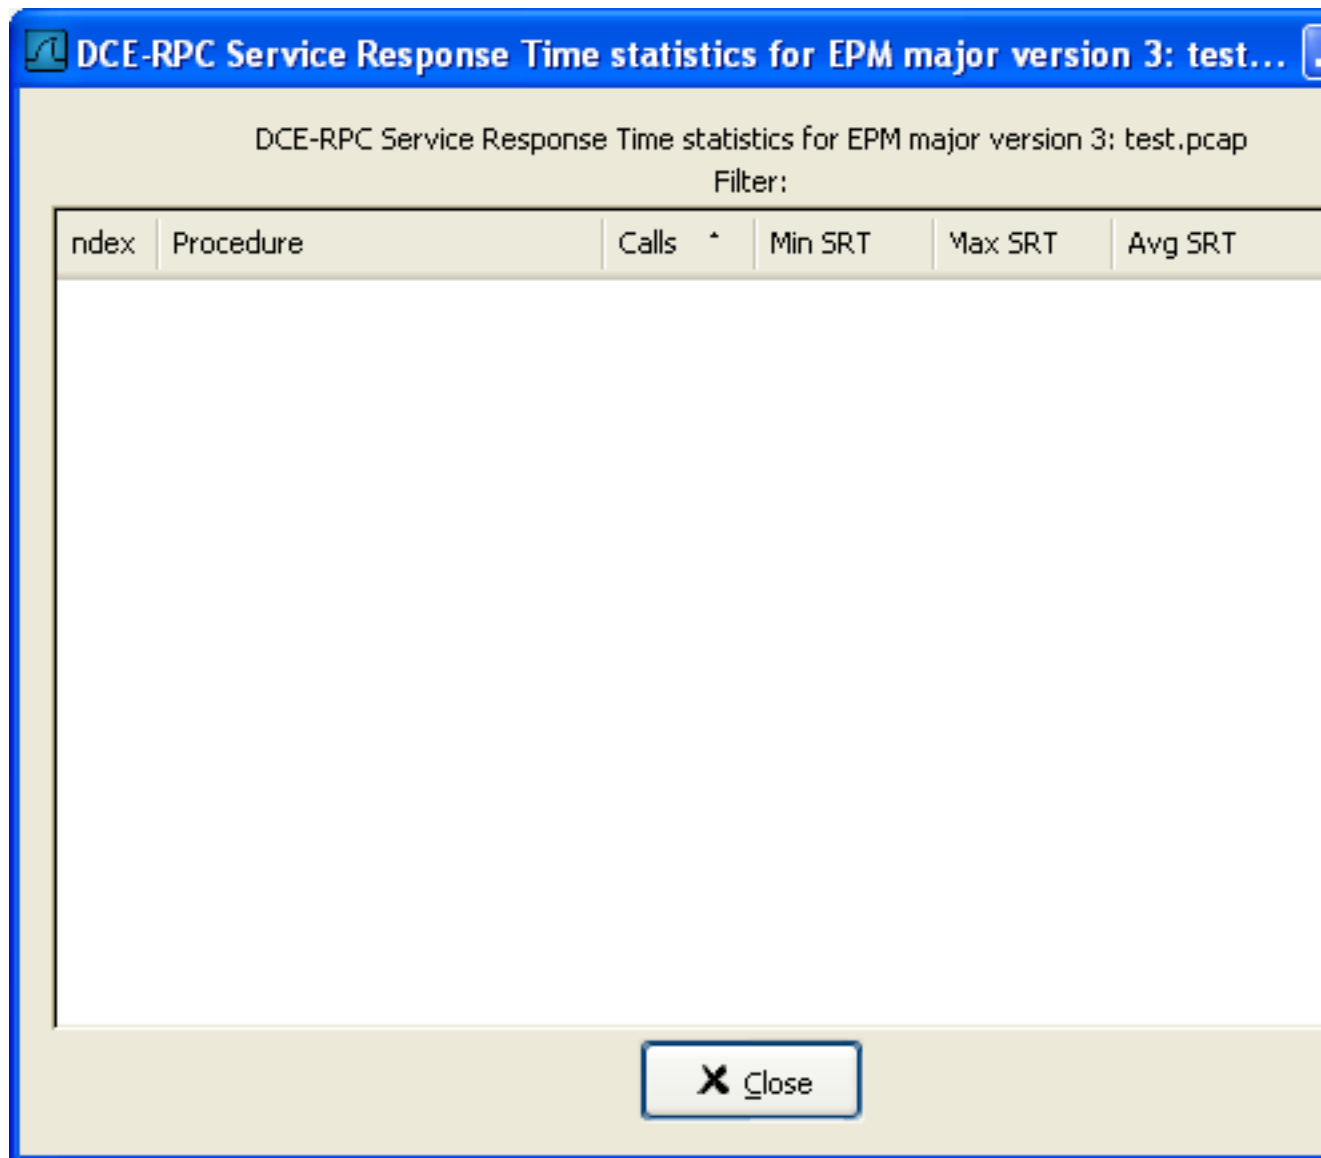 DCE-RPC Service Response Time statistics for EPM major version 3: test...
DCE-RPC Service Response Time statistics for EPM major version 3: test.pcap
Filter:
ndex Procedure Calls Min SRT Max SRT Avg SRT
Close